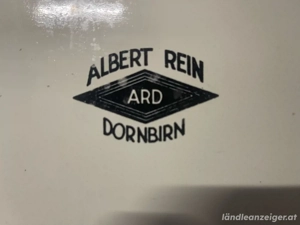 ALBERT REIN
ARD
DORNBIRN
ländleanzeiger.at